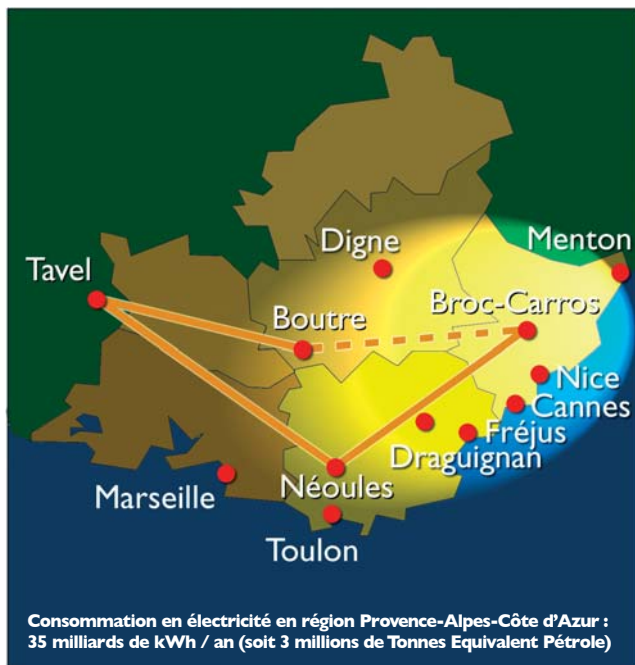 Digne
Menton
Tavel
Broc-Carros
Boutre
Nice
Cannes
Fréjus
Draguignan
Marseille
Néoules
Toulon
Consommation en électricité en région Provence-Alpes-Côte d'Azur :
35 milliards de kWh / an (soit 3 millions de Tonnes Equivalent Pétrole)